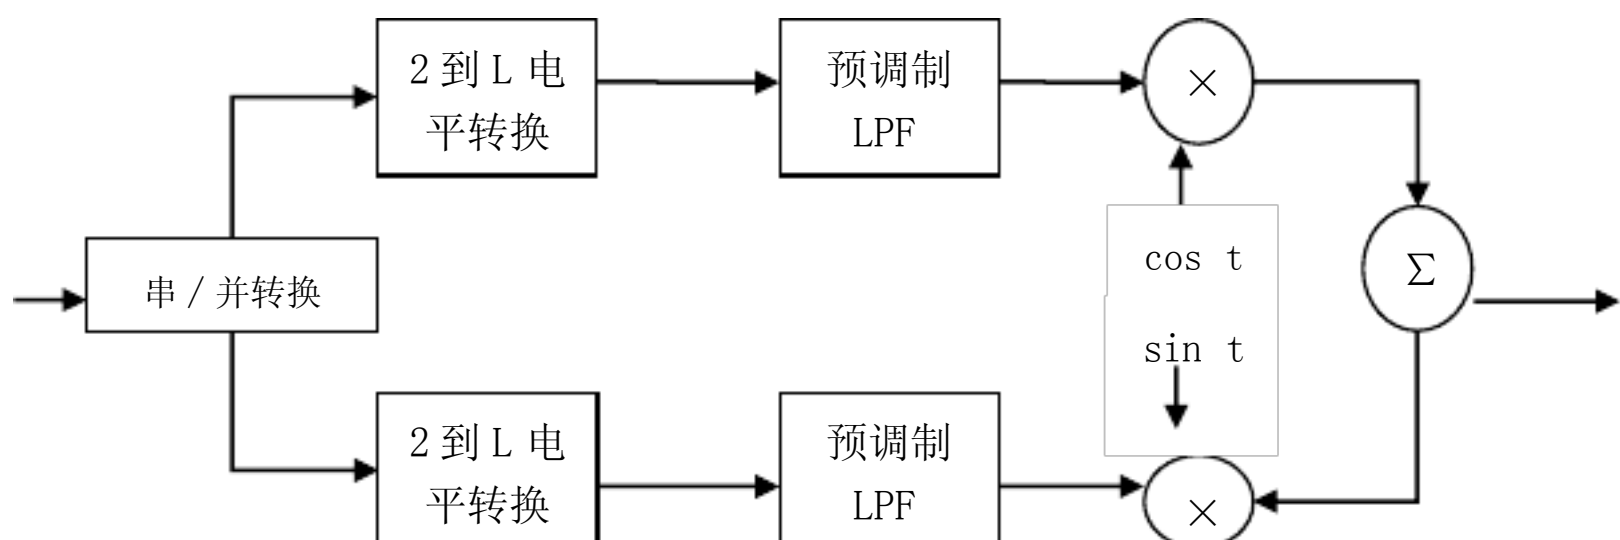 2到L电
平转换
预调制
LPF
×
串/并转换
cos t
sin t
Σ
2到L电
平转换
预调制
LPF
×